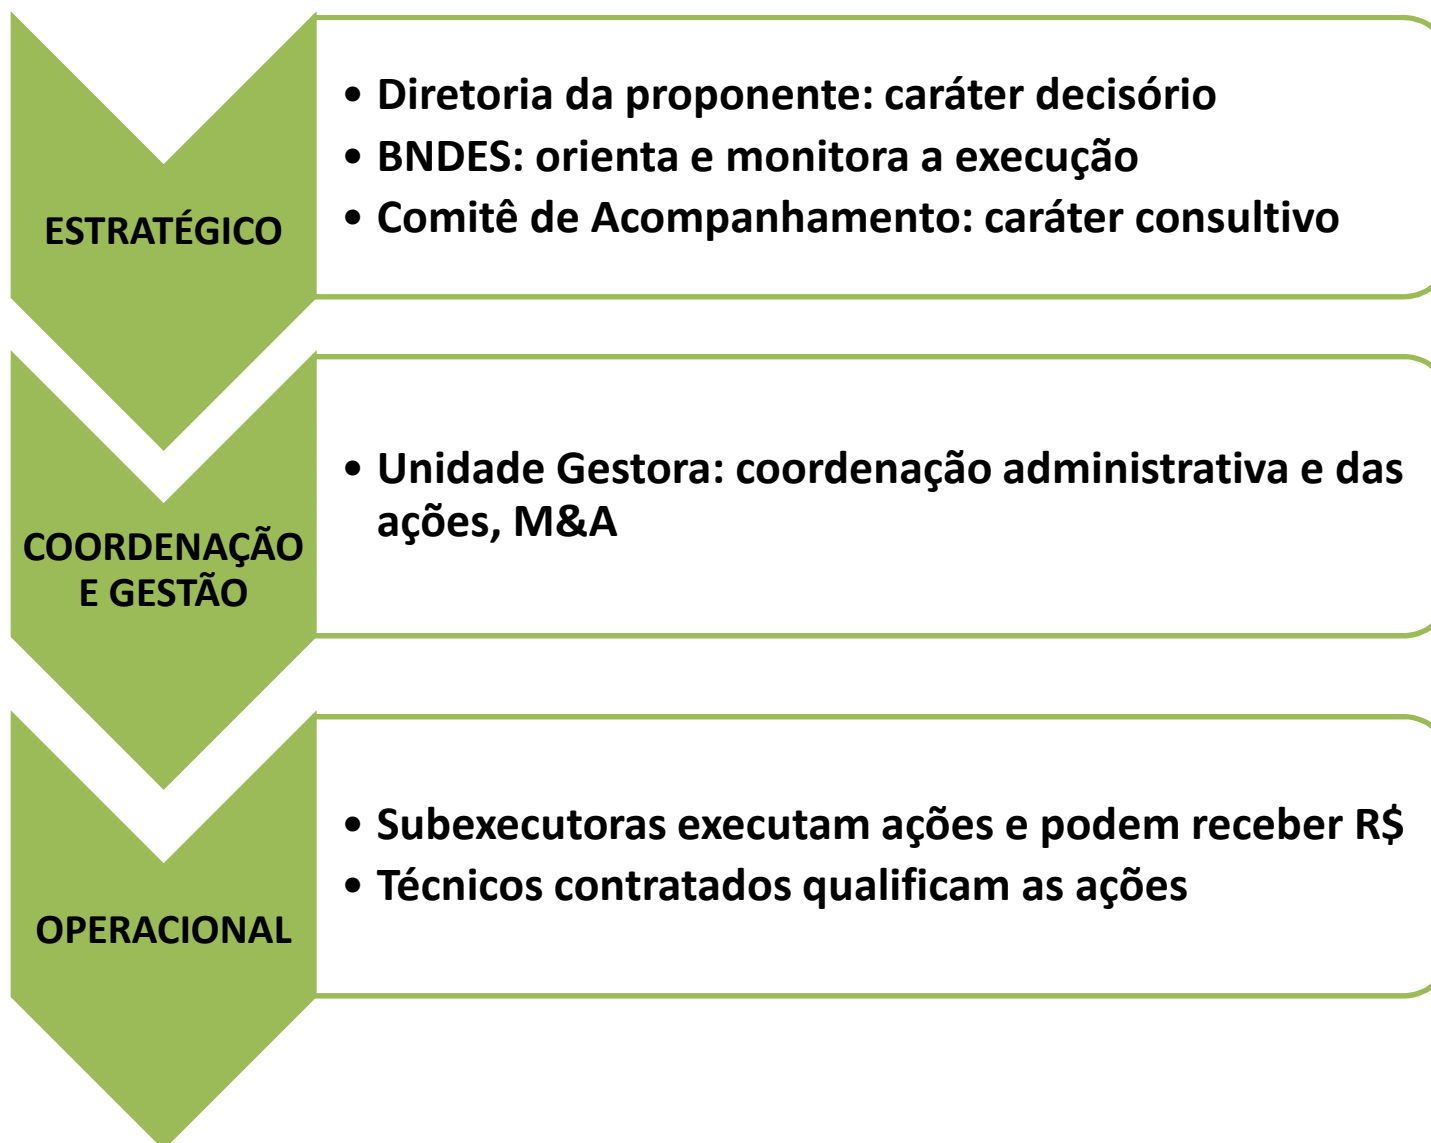 ESTRATÉGICO
• Diretoria da proponente: caráter decisório
• BNDES: orienta e monitora a execução
• Comitê de Acompanhamento: caráter consultivo
COORDENAÇÃO
E GESTÃO
• Unidade Gestora: coordenação administrativa e das
ações, M&A
OPERACIONAL
• Subexecutoras executam ações e podem receber R$
• Técnicos contratados qualificam as ações